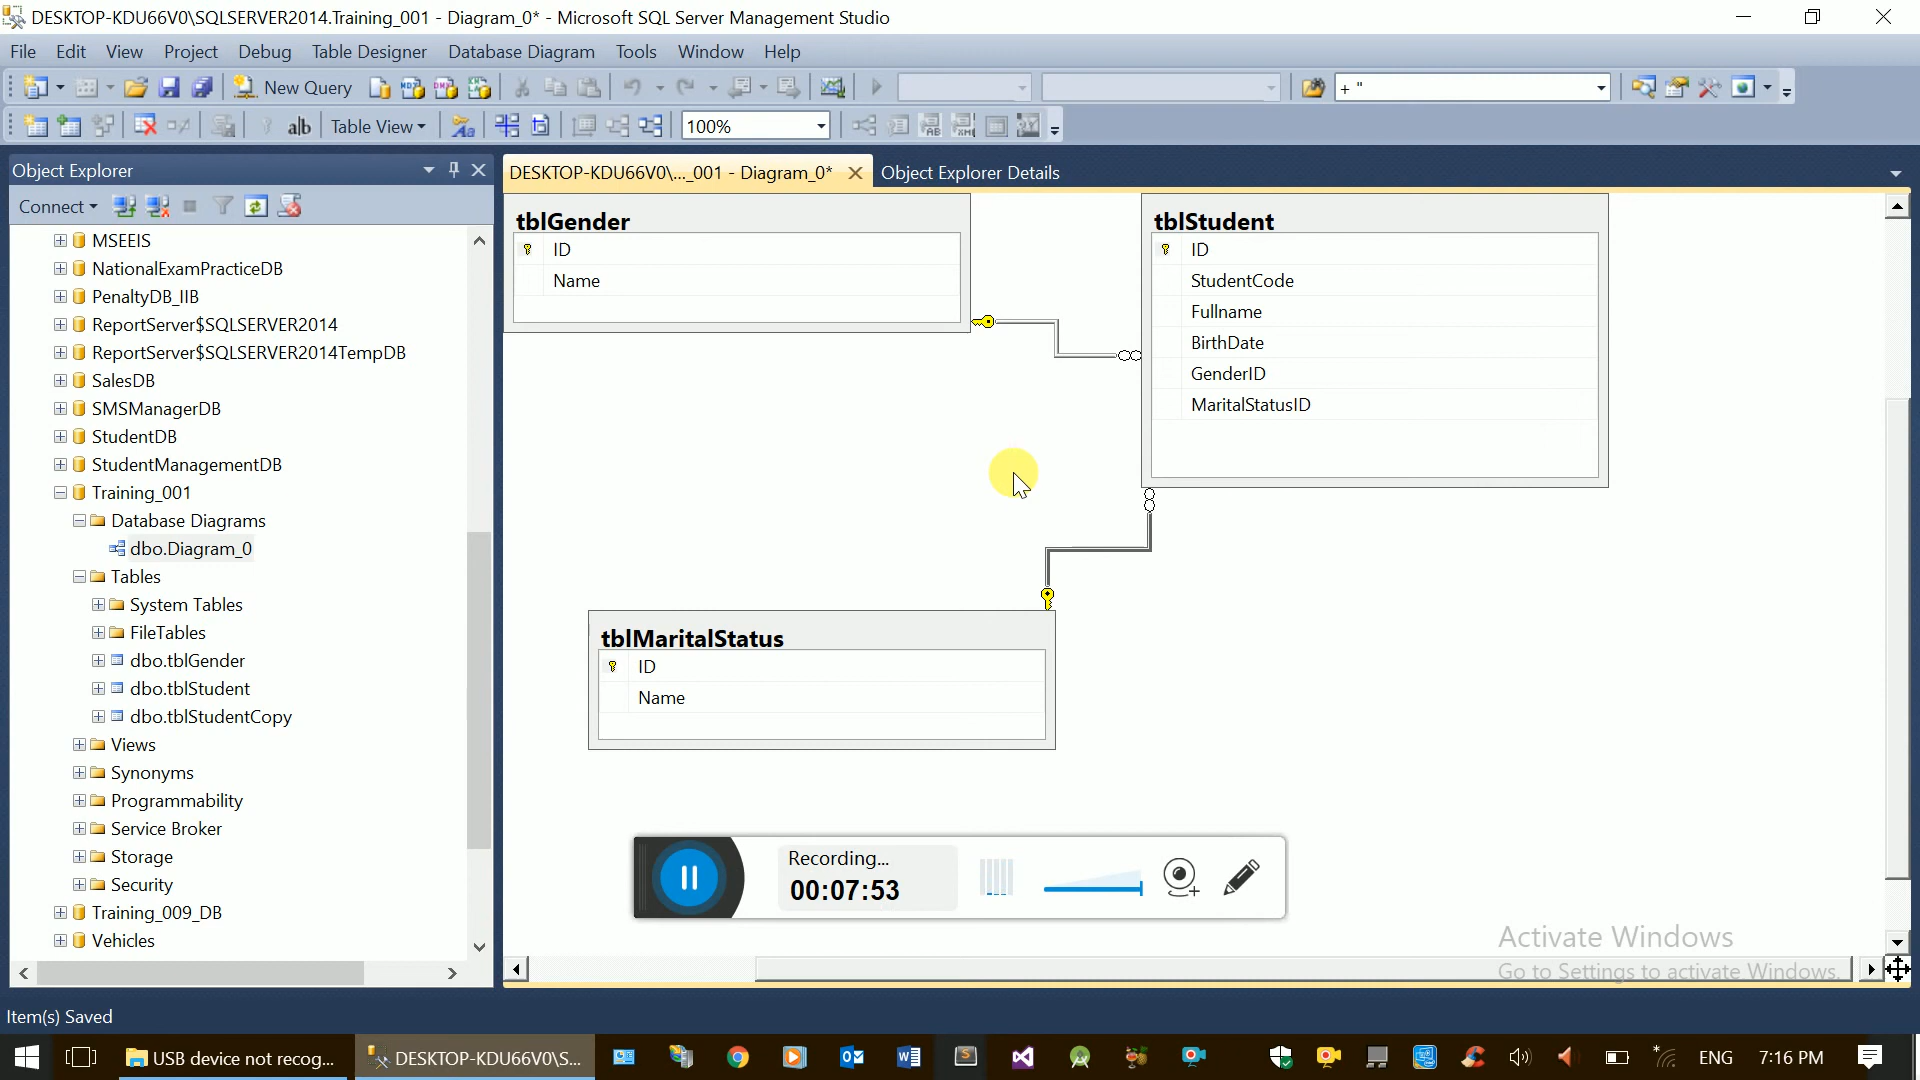 DESKTOP-KDU66V0\SQLSERVER2014.Training_001 - Diagram_0* - Microsoft SQL Server Management Studio
File Edit View Project Debug Table Designer Database Diagram Tools Window Help
New Query + "
Table View 100%
Object Explorer
DESKTOP-KDU66V0\..._001 - Diagram_0* Object Explorer Details
Connect
MSEEIS
NationalExamPracticeDB
PenaltyDB_IIB
ReportServer$SQLSERVER2014
ReportServer$SQLSERVER2014TempDB
SalesDB
SMSManagerDB
StudentDB
StudentManagementDB
Training_001
Database Diagrams
dbo.Diagram_0
Tables
System Tables
FileTables
dbo.tblGender
dbo.tblStudent
dbo.tblStudentCopy
Views
Synonyms
Programmability
Service Broker
Storage
Security
Training_009_DB
Vehicles
tblGender
ID
Name
tblStudent
ID
StudentCode
Fullname
BirthDate
GenderID
MaritalStatusID
tblMaritalStatus
ID
Name
Recording...
00:07:53
Activate Windows
Go to Settings to activate Windows.
Item(s) Saved
USB device not recog... DESKTOP-KDU66V0\S... ENG 7:16 PM